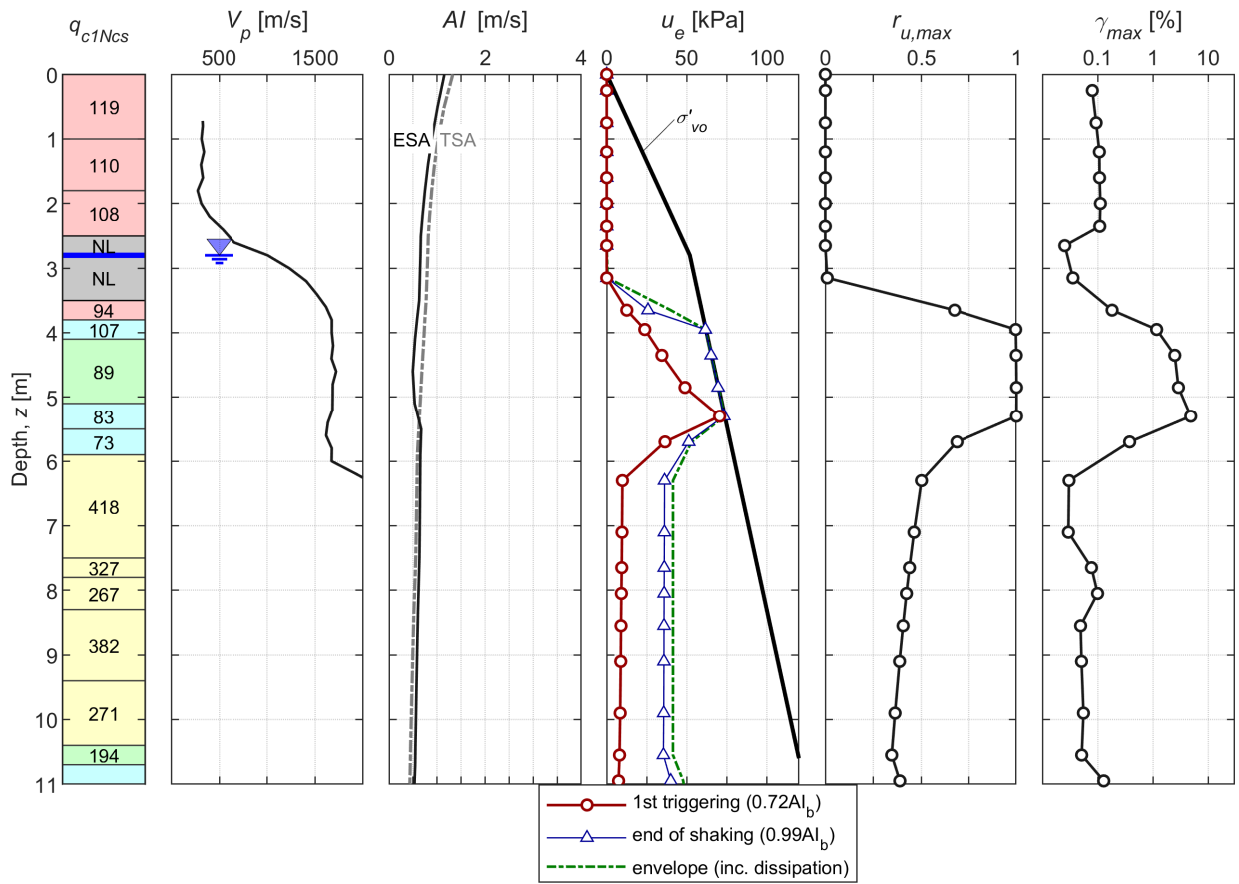 q_c1Ncs
V_p [m/s]
AI [m/s]
u_e [kPa]
r_u,max
γ_max [%]
500 1500
0 2 4
0 50 100
0 0.5 1
0.1 1 10
Depth, z [m]
0
1
2
3
4
5
6
7
8
9
10
11
119
110
108
NL
NL
94
107
89
83
73
418
327
267
382
271
194
ESA TSA
σ'_vo
1st triggering (0.72AI_b)
end of shaking (0.99AI_b)
envelope (inc. dissipation)